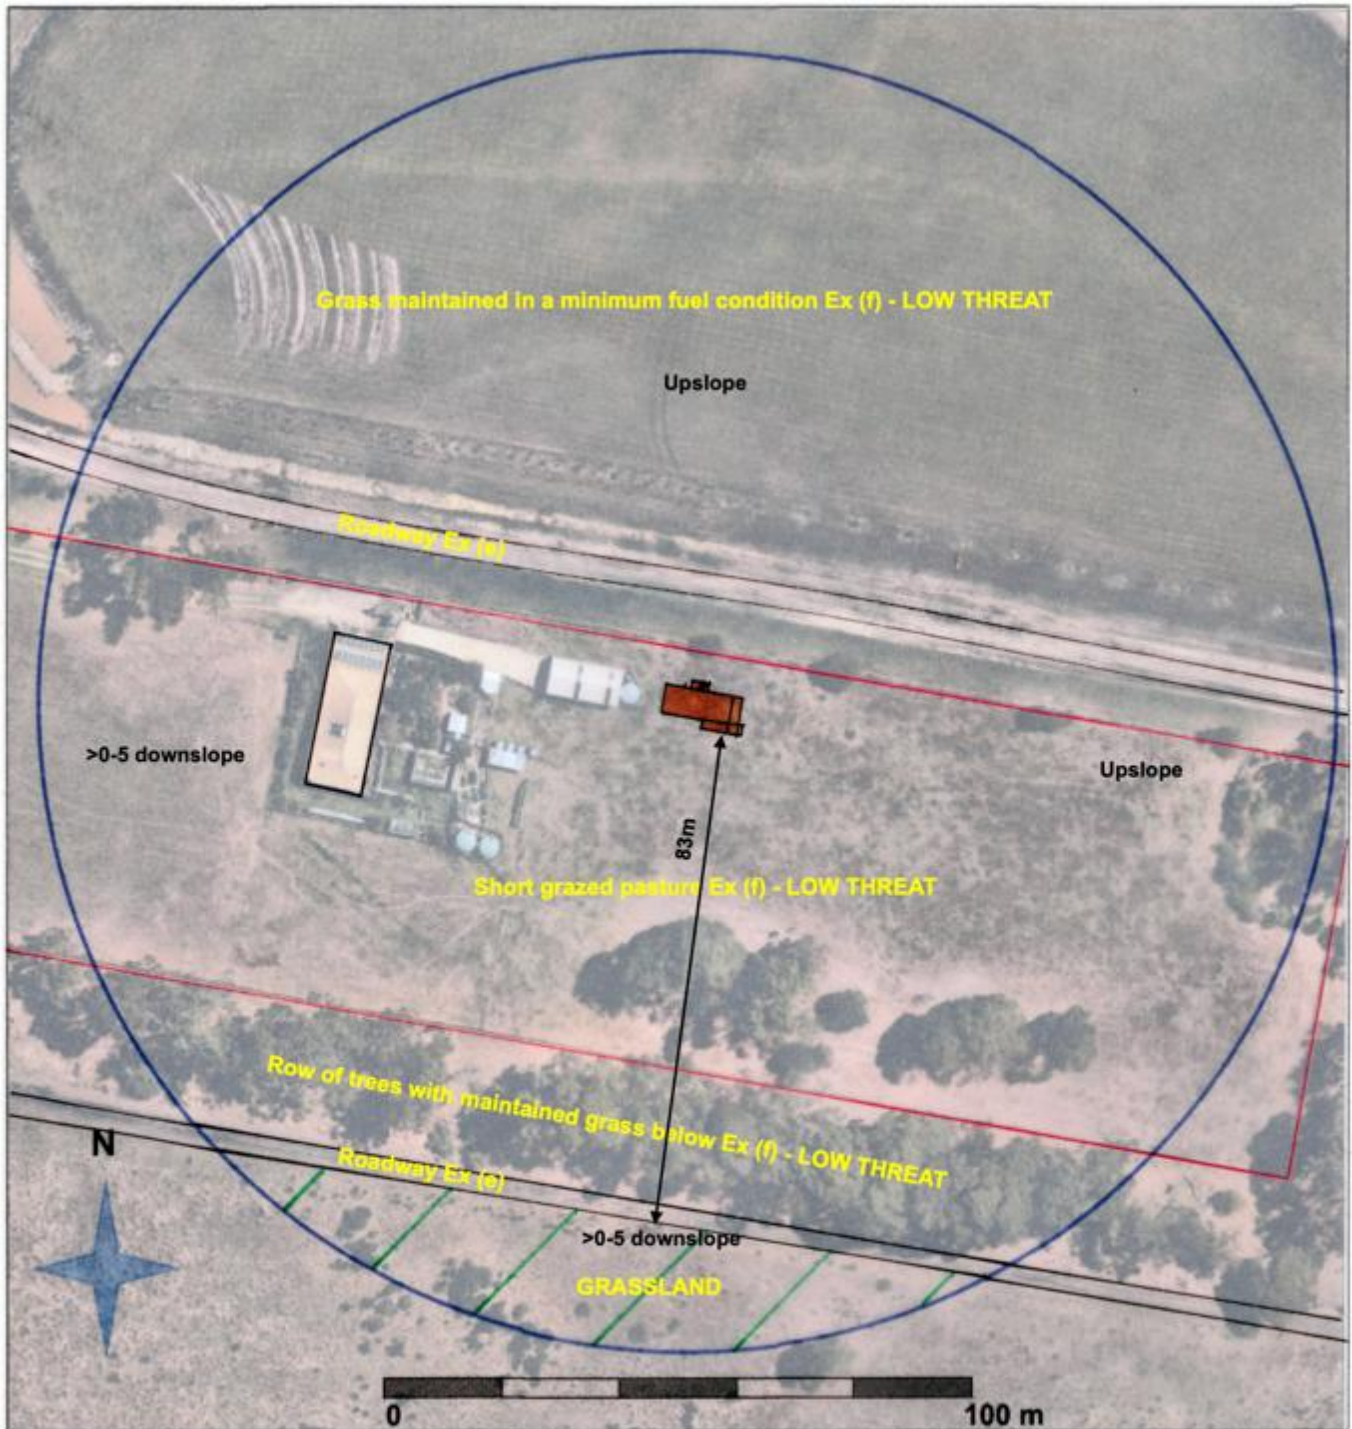 Grass maintained in a minimum fuel condition Ex (f) - LOW THREAT
Upslope
Roadway Ex (e)
>0-5 downslope
Upslope
83m
Short grazed pasture Ex (f) - LOW THREAT
Row of trees with maintained grass below Ex (f) - LOW THREAT
N
Roadway Ex (e)
>0-5 downslope
GRASSLAND
0
100 m